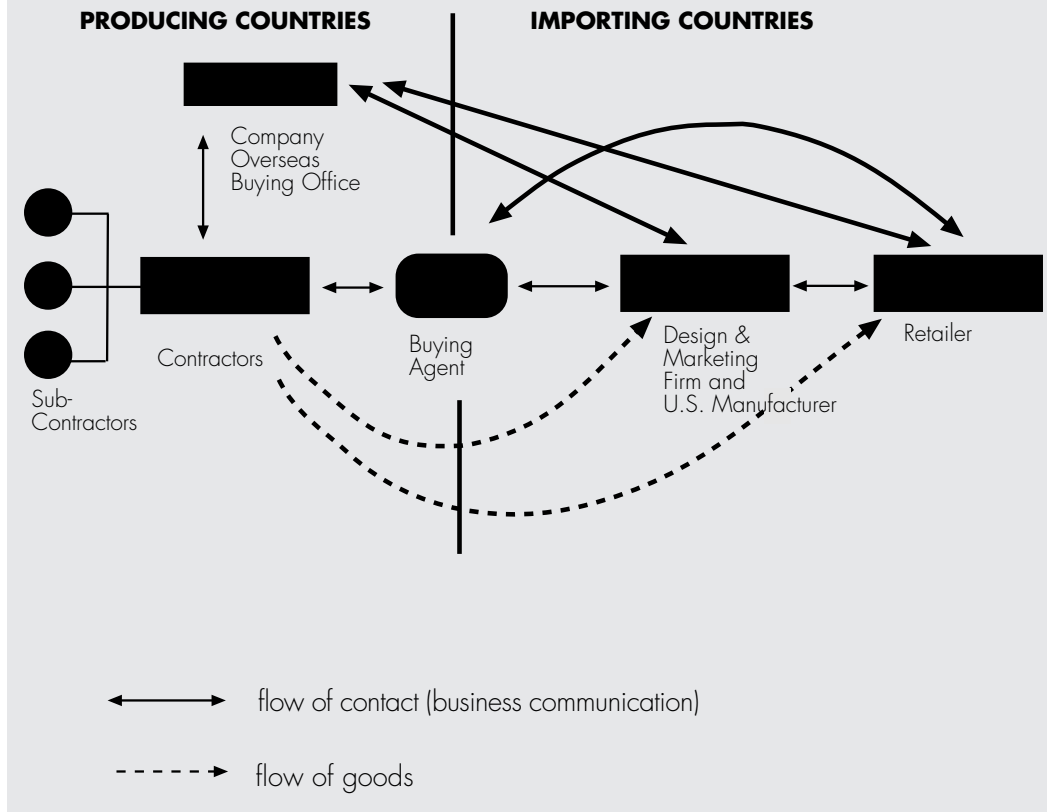 PRODUCING COUNTRIES
IMPORTING COUNTRIES
Company
Overseas
Buying Office
Sub-
Contractors
Contractors
Buying
Agent
Design &
Marketing
Firm and
U.S. Manufacturer
Retailer
flow of contact (business communication)
flow of goods